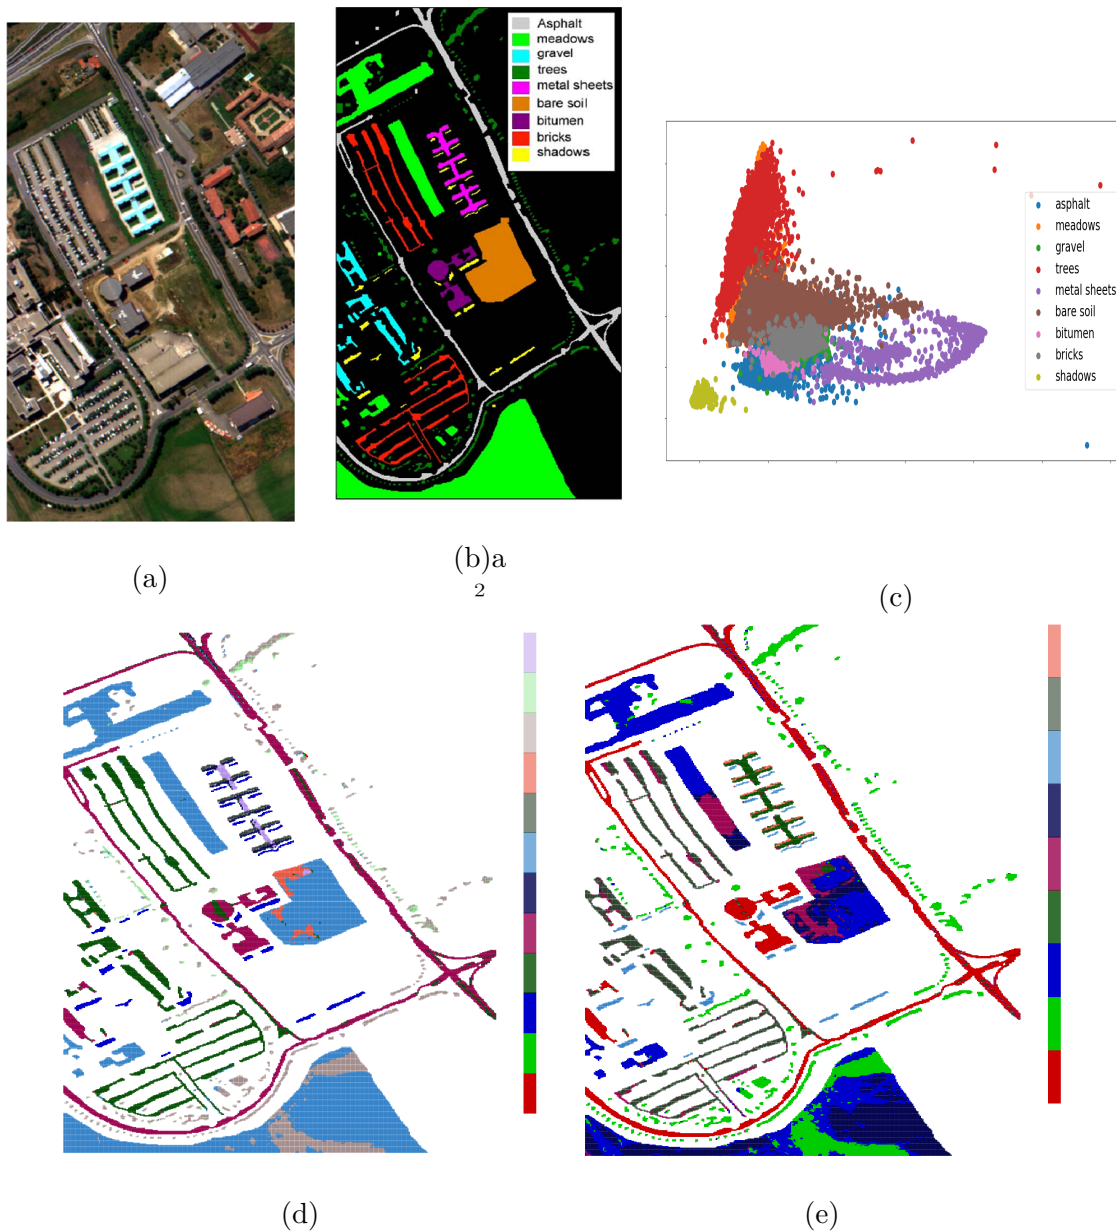 Asphalt
meadows
gravel
trees
metal sheets
bare soil
bitumen
bricks
shadows
asphalt
meadows
gravel
trees
metal sheets
bare soil
bitumen
bricks
shadows
(a)
(b)a
2
(c)
(d)
(e)